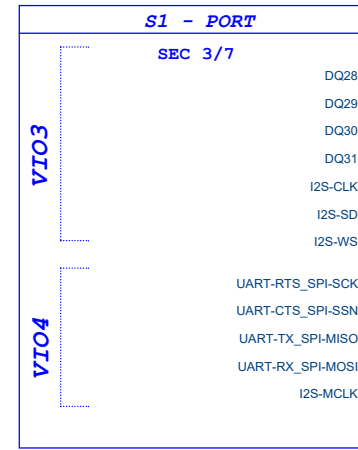 S1 - PORT
SEC 3/7
VIO3
DQ28
DQ29
DQ30
DQ31
I2S-CLK
I2S-SD
I2S-WS
VIO4
UART-RTS_SPI-SCK
UART-CTS_SPI-SSN
UART-TX_SPI-MISO
UART-RX_SPI-MOSI
I2S-MCLK